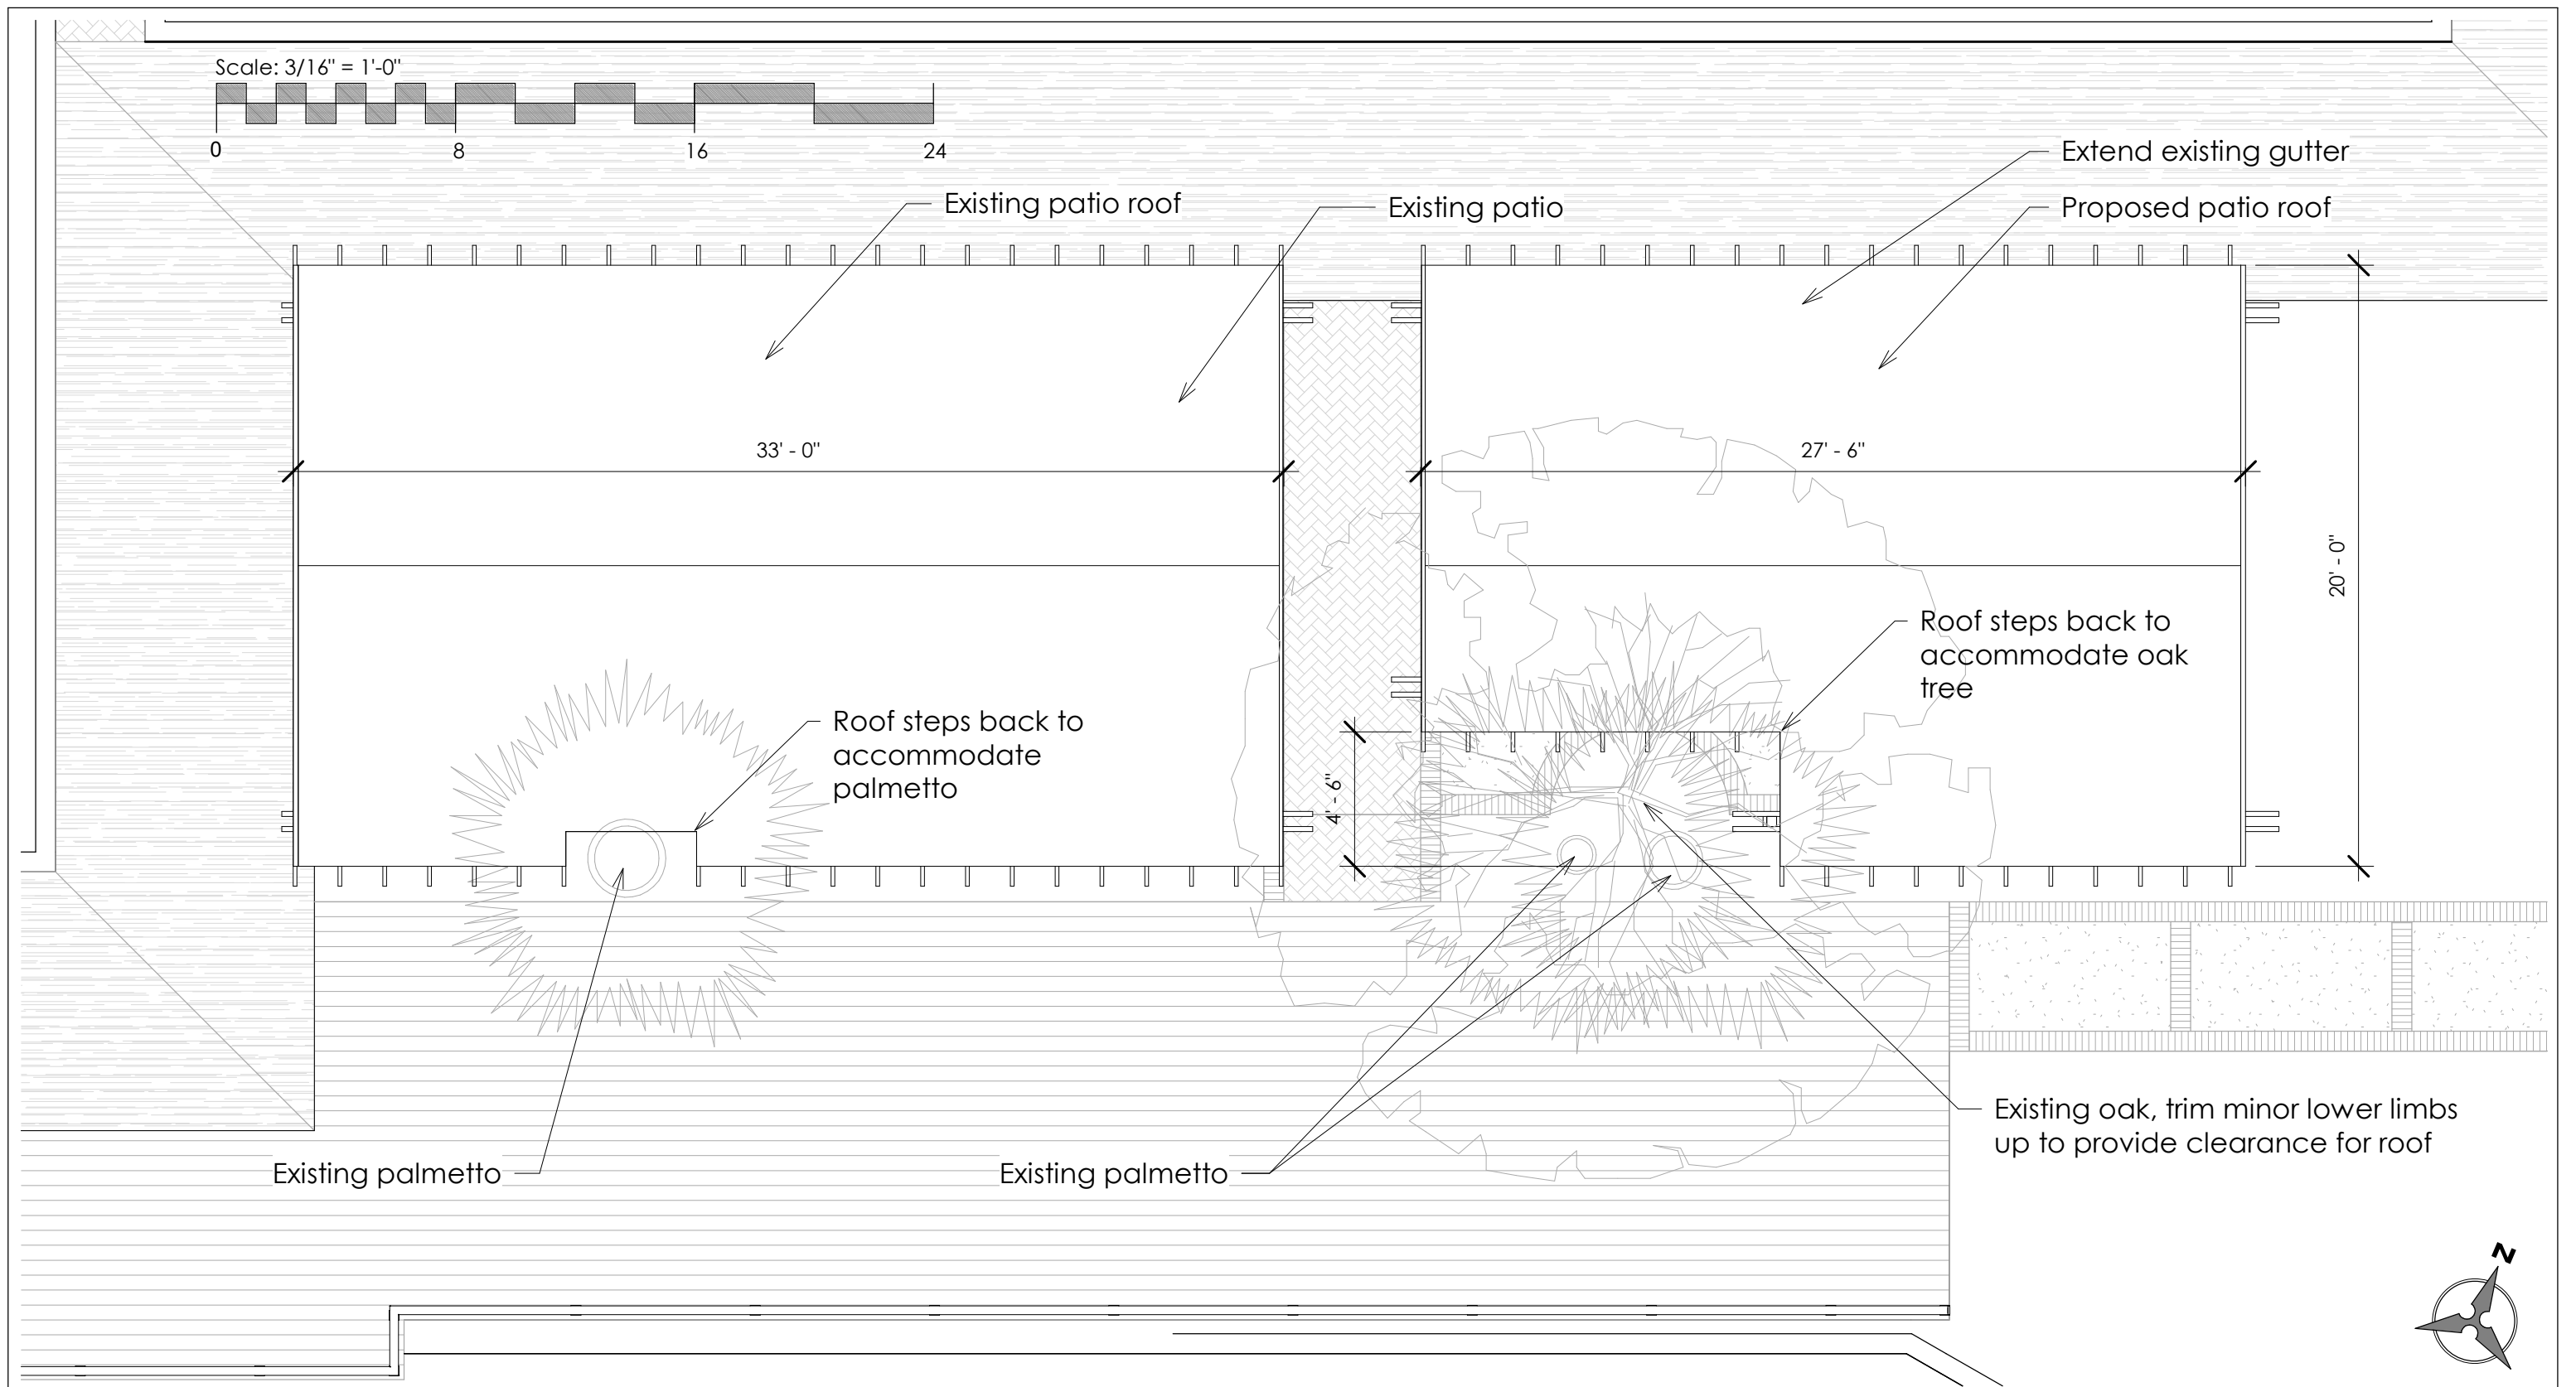 Scale: 3/16" = 1'-0"
0
8
16
24
Extend existing gutter
Existing patio roof
Existing patio
Proposed patio roof
33' - 0"
27' - 6"
20' - 0"
Roof steps back to
accommodate oak
tree
Roof steps back to
accommodate
palmetto
4' - 6"
Existing oak, trim minor lower limbs
up to provide clearance for roof
Existing palmetto
Existing palmetto
N